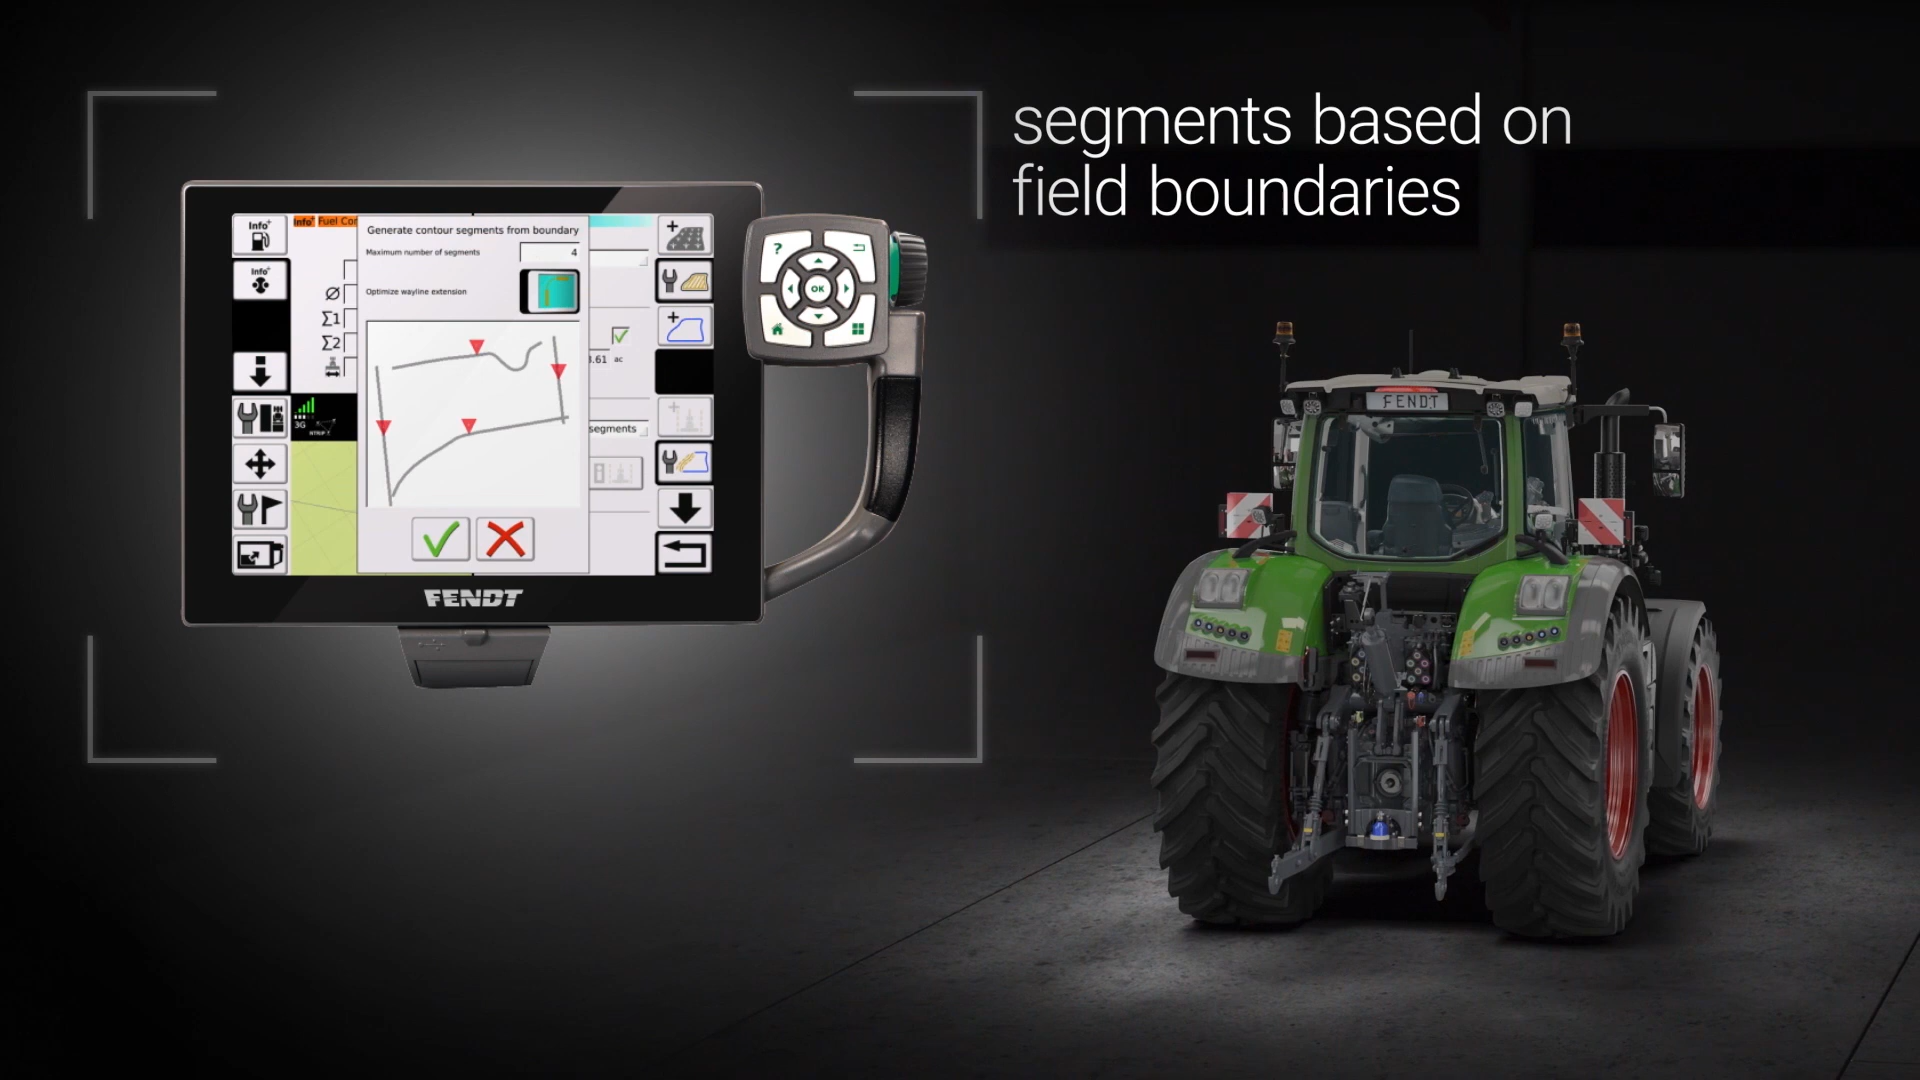 segments based on
field boundaries
Info+
Info+ Fuel Con
Generate contour segments from boundary
Maximum number of segments
4
Info+
Optimize wayline extension
Ø
Σ1
Σ2
.61 ac
3G
segments
FENDT
?
OK
FENDT